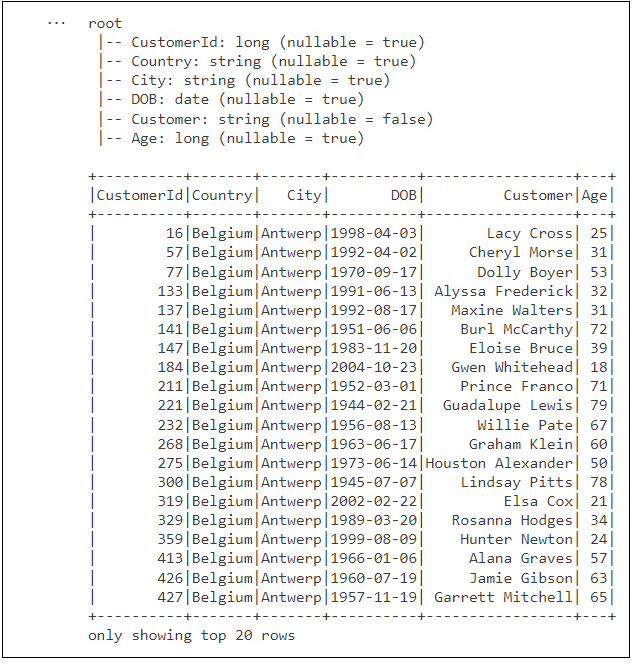 ... root
 |-- CustomerId: long (nullable = true)
 |-- Country: string (nullable = true)
 |-- City: string (nullable = true)
 |-- DOB: date (nullable = true)
 |-- Customer: string (nullable = false)
 |-- Age: long (nullable = true)
+----------+-------+-------+----------+-----------------+---+
|CustomerId|Country|   City|       DOB|         Customer|Age|
+----------+-------+-------+----------+-----------------+---+
|        16|Belgium|Antwerp|1998-04-03|       Lacy Cross| 25|
|        57|Belgium|Antwerp|1992-04-02|     Cheryl Morse| 31|
|        77|Belgium|Antwerp|1970-09-17|      Dolly Boyer| 53|
|       133|Belgium|Antwerp|1991-06-13| Alyssa Frederick| 32|
|       137|Belgium|Antwerp|1992-08-17|   Maxine Walters| 31|
|       141|Belgium|Antwerp|1951-06-06|    Burl McCarthy| 72|
|       147|Belgium|Antwerp|1983-11-20|     Eloise Bruce| 39|
|       184|Belgium|Antwerp|2004-10-23|   Gwen Whitehead| 18|
|       211|Belgium|Antwerp|1952-03-01|    Prince Franco| 71|
|       221|Belgium|Antwerp|1944-02-21|  Guadalupe Lewis| 79|
|       232|Belgium|Antwerp|1956-08-13|      Willie Pate| 67|
|       268|Belgium|Antwerp|1963-06-17|     Graham Klein| 60|
|       275|Belgium|Antwerp|1973-06-14|Houston Alexander| 50|
|       300|Belgium|Antwerp|1945-07-07|    Lindsay Pitts| 78|
|       319|Belgium|Antwerp|2002-02-22|         Elsa Cox| 21|
|       329|Belgium|Antwerp|1989-03-20|   Rosanna Hodges| 34|
|       359|Belgium|Antwerp|1999-08-09|    Hunter Newton| 24|
|       413|Belgium|Antwerp|1966-01-06|     Alana Graves| 57|
|       426|Belgium|Antwerp|1960-07-19|     Jamie Gibson| 63|
|       427|Belgium|Antwerp|1957-11-19| Garrett Mitchell| 65|
+----------+-------+-------+----------+-----------------+---+
only showing top 20 rows